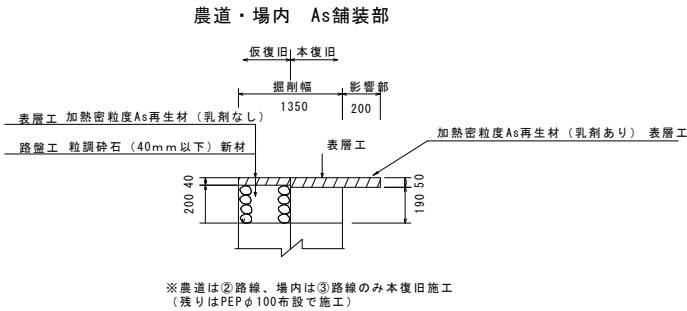 農道・場内　As舗装部
仮復旧 本復旧
掘削幅 影響部
1350 200
表層工 加熱密粒度As再生材（乳剤なし）
加熱密粒度As再生材（乳剤あり） 表層工
路盤工 粒調砕石（40mm以下）新材
表層工
200 40
190 50
※農道は②路線、場内は③路線のみ本復旧施工
（残りはPEPφ100布設で施工）